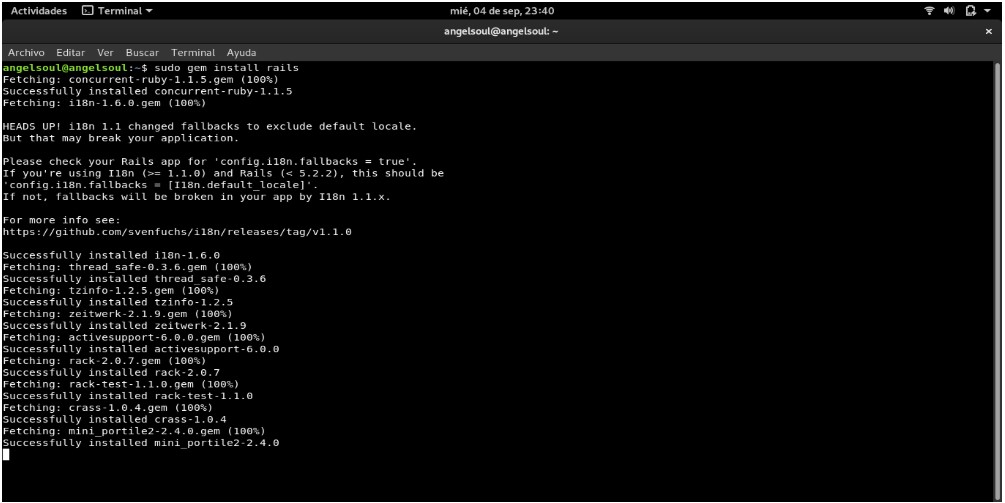 Actividades Terminal mié, 04 de sep, 23:40
angelsoul@angelsoul: ~ ×
Archivo Editar Ver Buscar Terminal Ayuda
angelsoul@angelsoul:~$ sudo gem install rails
Fetching: concurrent-ruby-1.1.5.gem (100%)
Successfully installed concurrent-ruby-1.1.5
Fetching: i18n-1.6.0.gem (100%)
HEADS UP! i18n 1.1 changed fallbacks to exclude default locale.
But that may break your application.
Please check your Rails app for 'config.i18n.fallbacks = true'.
If you're using I18n (>= 1.1.0) and Rails (< 5.2.2), this should be
'config.i18n.fallbacks = [I18n.default_locale]'.
If not, fallbacks will be broken in your app by I18n 1.1.x.
For more info see:
https://github.com/svenfuchs/i18n/releases/tag/v1.1.0
Successfully installed i18n-1.6.0
Fetching: thread_safe-0.3.6.gem (100%)
Successfully installed thread_safe-0.3.6
Fetching: tzinfo-1.2.5.gem (100%)
Successfully installed tzinfo-1.2.5
Fetching: zeitwerk-2.1.9.gem (100%)
Successfully installed zeitwerk-2.1.9
Fetching: activesupport-6.0.0.gem (100%)
Successfully installed activesupport-6.0.0
Fetching: rack-2.0.7.gem (100%)
Successfully installed rack-2.0.7
Fetching: rack-test-1.1.0.gem (100%)
Successfully installed rack-test-1.1.0
Fetching: crass-1.0.4.gem (100%)
Successfully installed crass-1.0.4
Fetching: mini_portile2-2.4.0.gem (100%)
Successfully installed mini_portile2-2.4.0